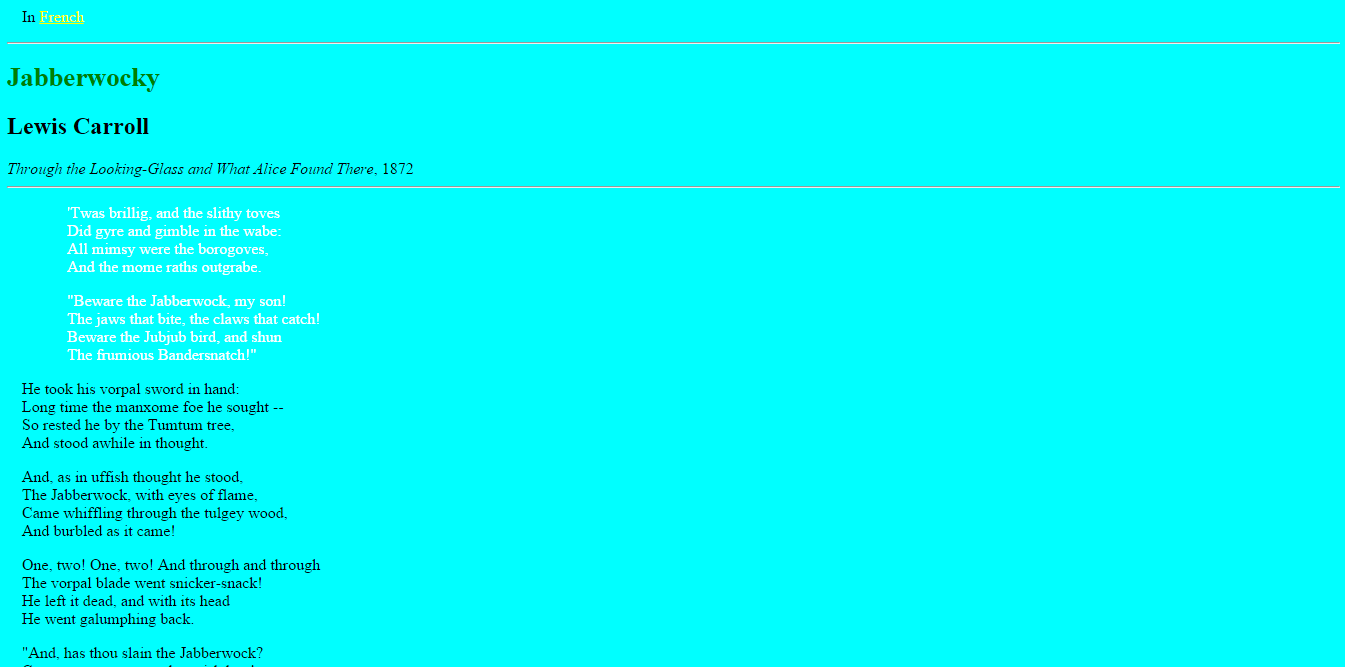 In French
Jabberwocky
Lewis Carroll
Through the Looking-Glass and What Alice Found There, 1872
'Twas brillig, and the slithy toves
Did gyre and gimble in the wabe:
All mimsy were the borogoves,
And the mome raths outgrabe.
"Beware the Jabberwock, my son!
The jaws that bite, the claws that catch!
Beware the Jubjub bird, and shun
The frumious Bandersnatch!"
He took his vorpal sword in hand:
Long time the manxome foe he sought --
So rested he by the Tumtum tree,
And stood awhile in thought.
And, as in uffish thought he stood,
The Jabberwock, with eyes of flame,
Came whiffling through the tulgey wood,
And burbled as it came!
One, two! One, two! And through and through
The vorpal blade went snicker-snack!
He left it dead, and with its head
He went galumphing back.
"And, has thou slain the Jabberwock?